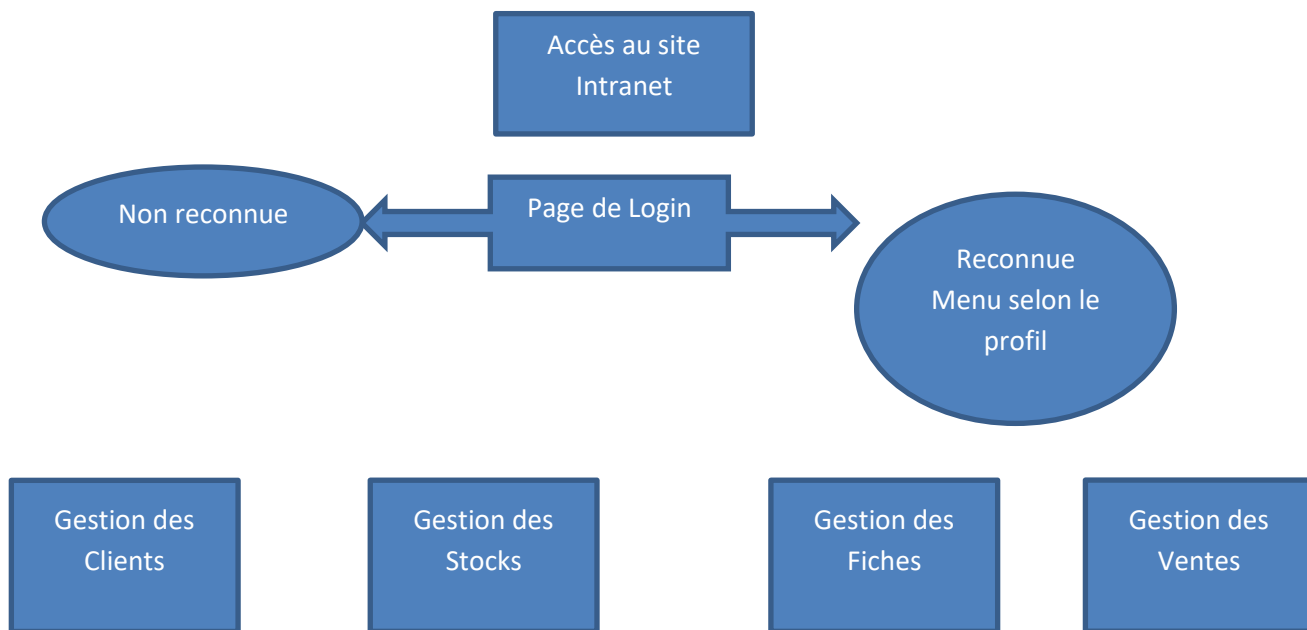 Accès au site
Intranet
Non reconnue
Page de Login
Reconnue
Menu selon le
profil
Gestion des
Clients
Gestion des
Stocks
Gestion des
Fiches
Gestion des
Ventes